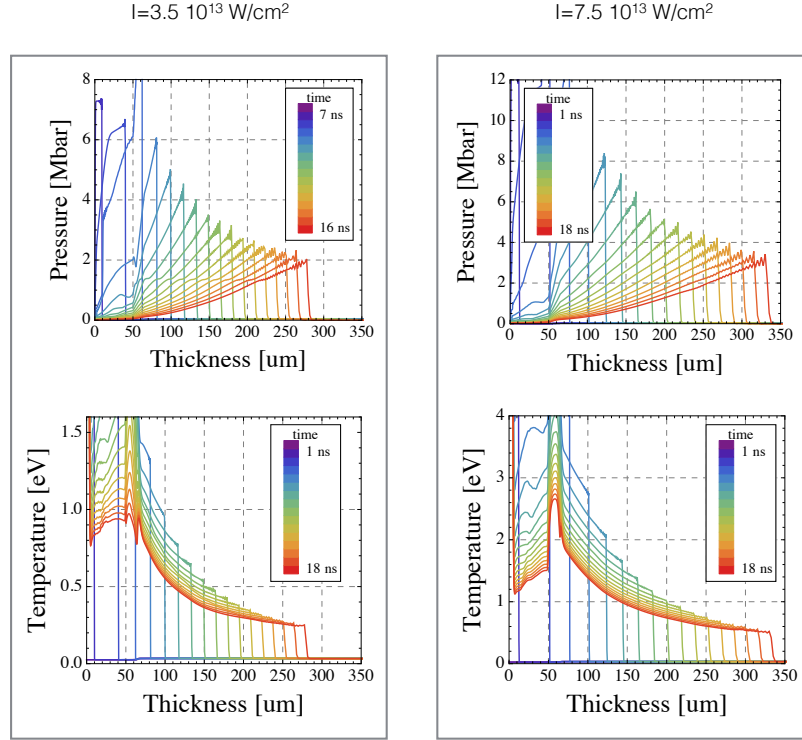 I=3.5 10¹³ W/cm²
I=7.5 10¹³ W/cm²
Pressure [Mbar]
8
6
4
2
0
0 50 100 150 200 250 300 350
Thickness [um]
time
7 ns
16 ns
Pressure [Mbar]
12
10
8
6
4
2
0
0 50 100 150 200 250 300 350
Thickness [um]
time
1 ns
18 ns
Temperature [eV]
1.5
1.0
0.5
0.0
0 50 100 150 200 250 300 350
Thickness [um]
time
1 ns
18 ns
Temperature [eV]
4
3
2
1
0
0 50 100 150 200 250 300 350
Thickness [um]
time
1 ns
18 ns